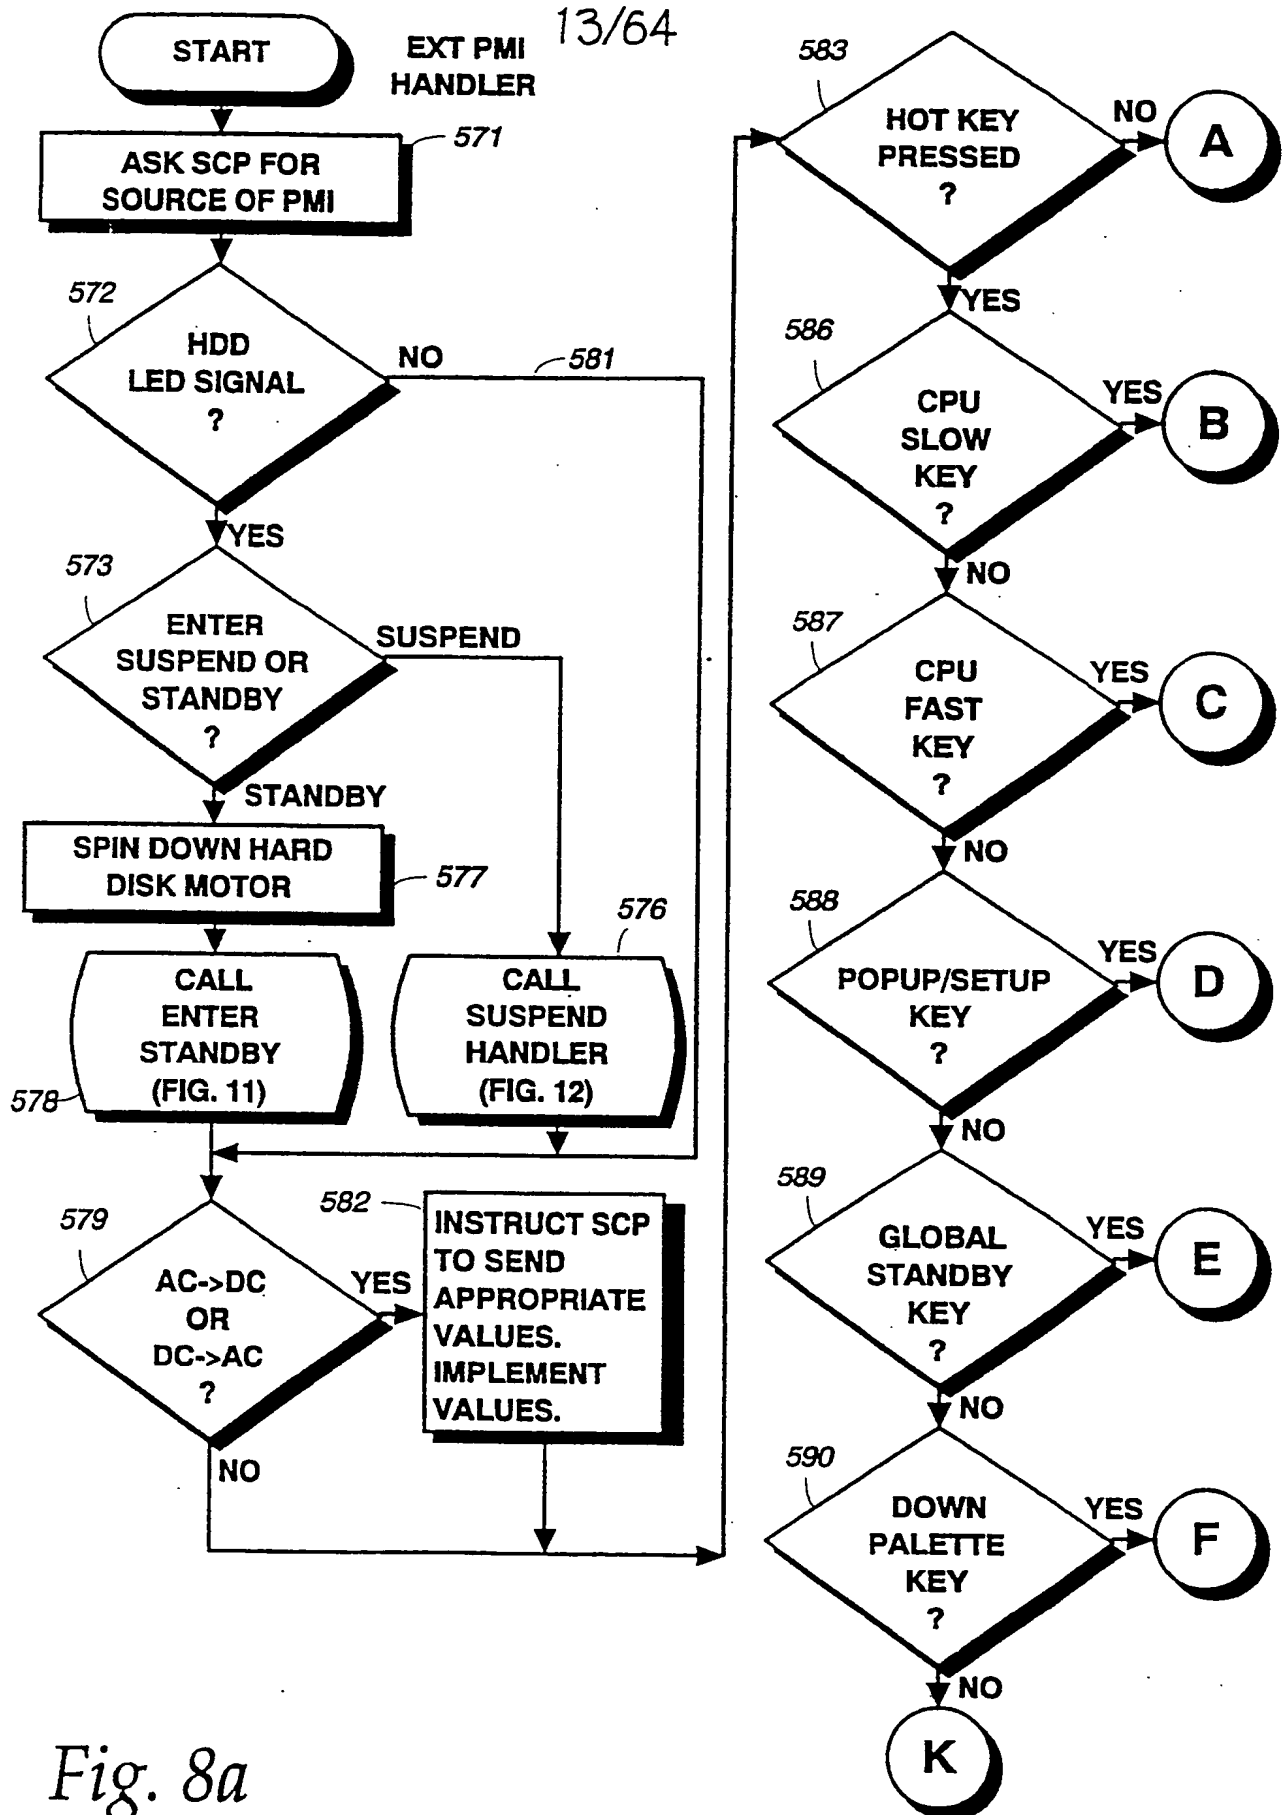 13/64
START
EXT PMI
HANDLER
571
ASK SCP FOR
SOURCE OF PMI
572
HDD
LED SIGNAL
?
NO
581
YES
573
ENTER
SUSPEND OR
STANDBY
?
SUSPEND
STANDBY
SPIN DOWN HARD
DISK MOTOR
577
576
CALL
ENTER
STANDBY
(FIG. 11)
578
CALL
SUSPEND
HANDLER
(FIG. 12)
579
AC->DC
OR
DC->AC
?
YES
582
INSTRUCT SCP
TO SEND
APPROPRIATE
VALUES.
IMPLEMENT
VALUES.
NO
583
HOT KEY
PRESSED
?
NO
A
YES
586
CPU
SLOW
KEY
?
YES
B
NO
587
CPU
FAST
KEY
?
YES
C
NO
588
POPUP/SETUP
KEY
?
YES
D
NO
589
GLOBAL
STANDBY
KEY
?
YES
E
NO
590
DOWN
PALETTE
KEY
?
YES
F
NO
K
Fig. 8a